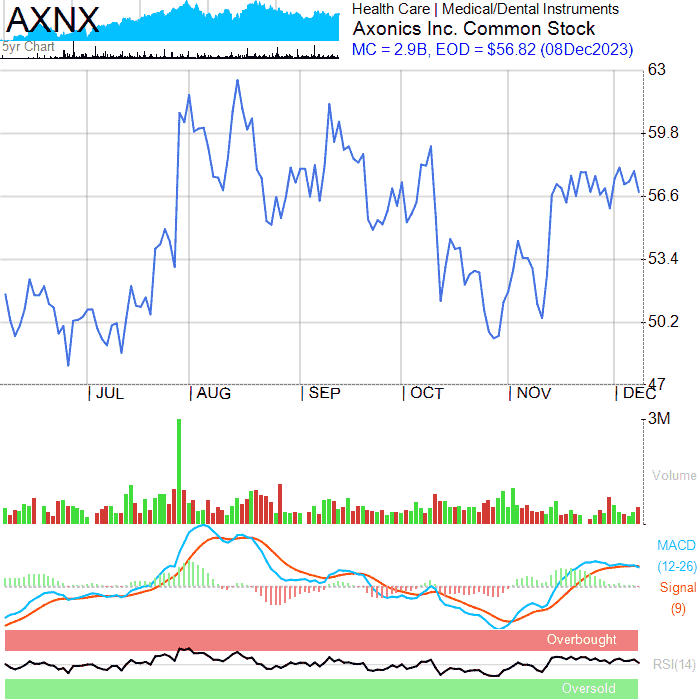 AXNX
5yr Chart
Health Care | Medical/Dental Instruments
Axonics Inc. Common Stock
MC = 2.9B, EOD = $56.82 (08Dec2023)
63
59.8
56.6
53.4
50.2
47
| JUL | AUG | SEP | OCT | NOV | DEC
3M
Volume
MACD
(12-26)
Signal
(9)
Overbought
RSI(14)
Oversold